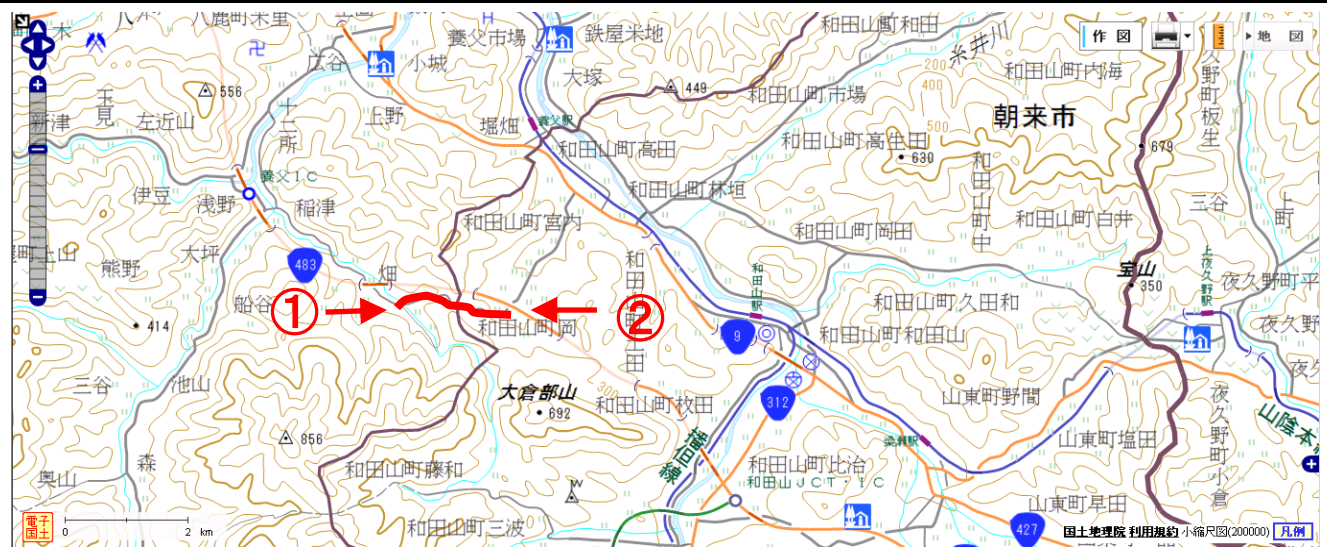 八鹿町米里
養父市場
鉄屋米地
和田山町和田
糸井川
作図
地図
広谷
小城
大塚
200
和田山町内海
久野町板生
556
449
400
玉見
十二所
和田山町市場
朝来市
新津
左近山
上野
堀畑
養父駅
500
和田山町高生田
679
和田山町高田
630
和田山町中
養父IC
伊豆
浅野
稲津
和田山町林垣
三谷
上町
和田山町宮内
和田山町岡田
和田山町白井
大坪
熊野
483
畑
和田山町土田
和田山駅
宝山
350
上夜久野駅
夜久野町平
船谷
①
②
和田山町久田和
414
和田山町岡
9
和田山町和田山
三谷
池山
300
大倉部山
692
和田山町枚田
312
山東町野間
夜久野町小倉
山陰本
856
播但線
梁瀬駅
山東町塩田
奥山
森
和田山町藤和
和田山町比治
和田山JCT・IC
山東町早田
電子国土
0
2 km
和田山町三波
427
国土地理院 利用規約 小縮尺図(200000)
凡例